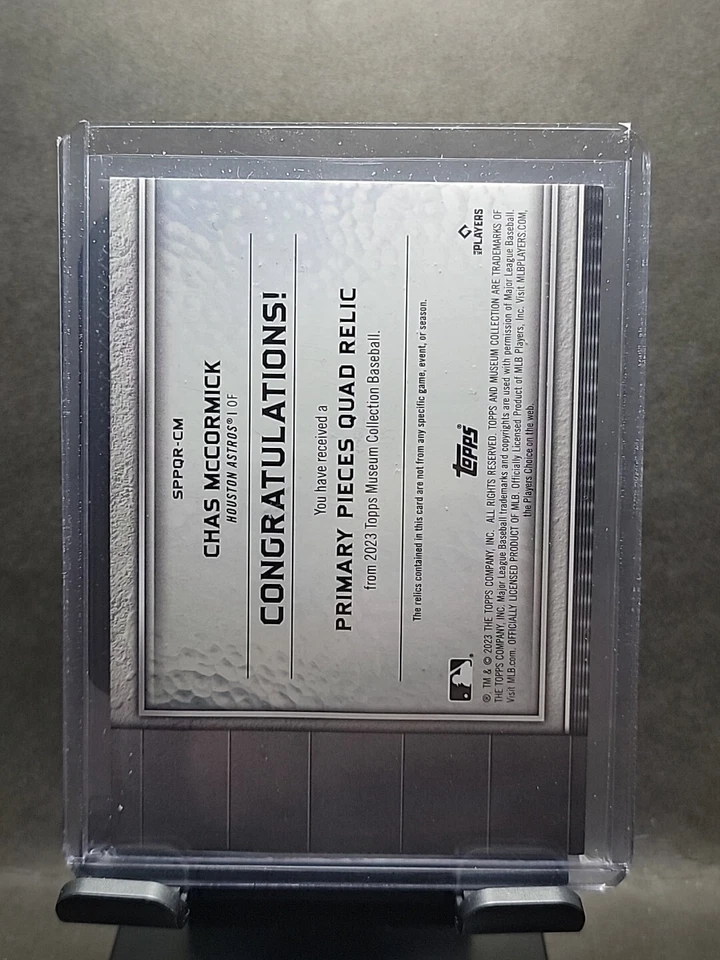 SPPQR-CM
CHAS McCORMICK
HOUSTON ASTROS® | OF
CONGRATULATIONS!
You have received a
PRIMARY PIECES QUAD RELIC
from 2023 Topps Museum Collection Baseball.
The relics contained in this card are not from any specific game, event, or season.
topps®
PLAYERS
®, TM & © 2023 THE TOPPS COMPANY, INC. ALL RIGHTS RESERVED. TOPPS AND MUSEUM COLLECTION ARE TRADEMARKS OF
THE TOPPS COMPANY, INC. Major League Baseball trademarks and copyrights are used with permission of Major League Baseball.
Visit MLB.com. OFFICIALLY LICENSED PRODUCT OF MLB. Officially Licensed Product of MLB Players, Inc. Visit MLBPLAYERS.COM,
the Players Choice on the web.